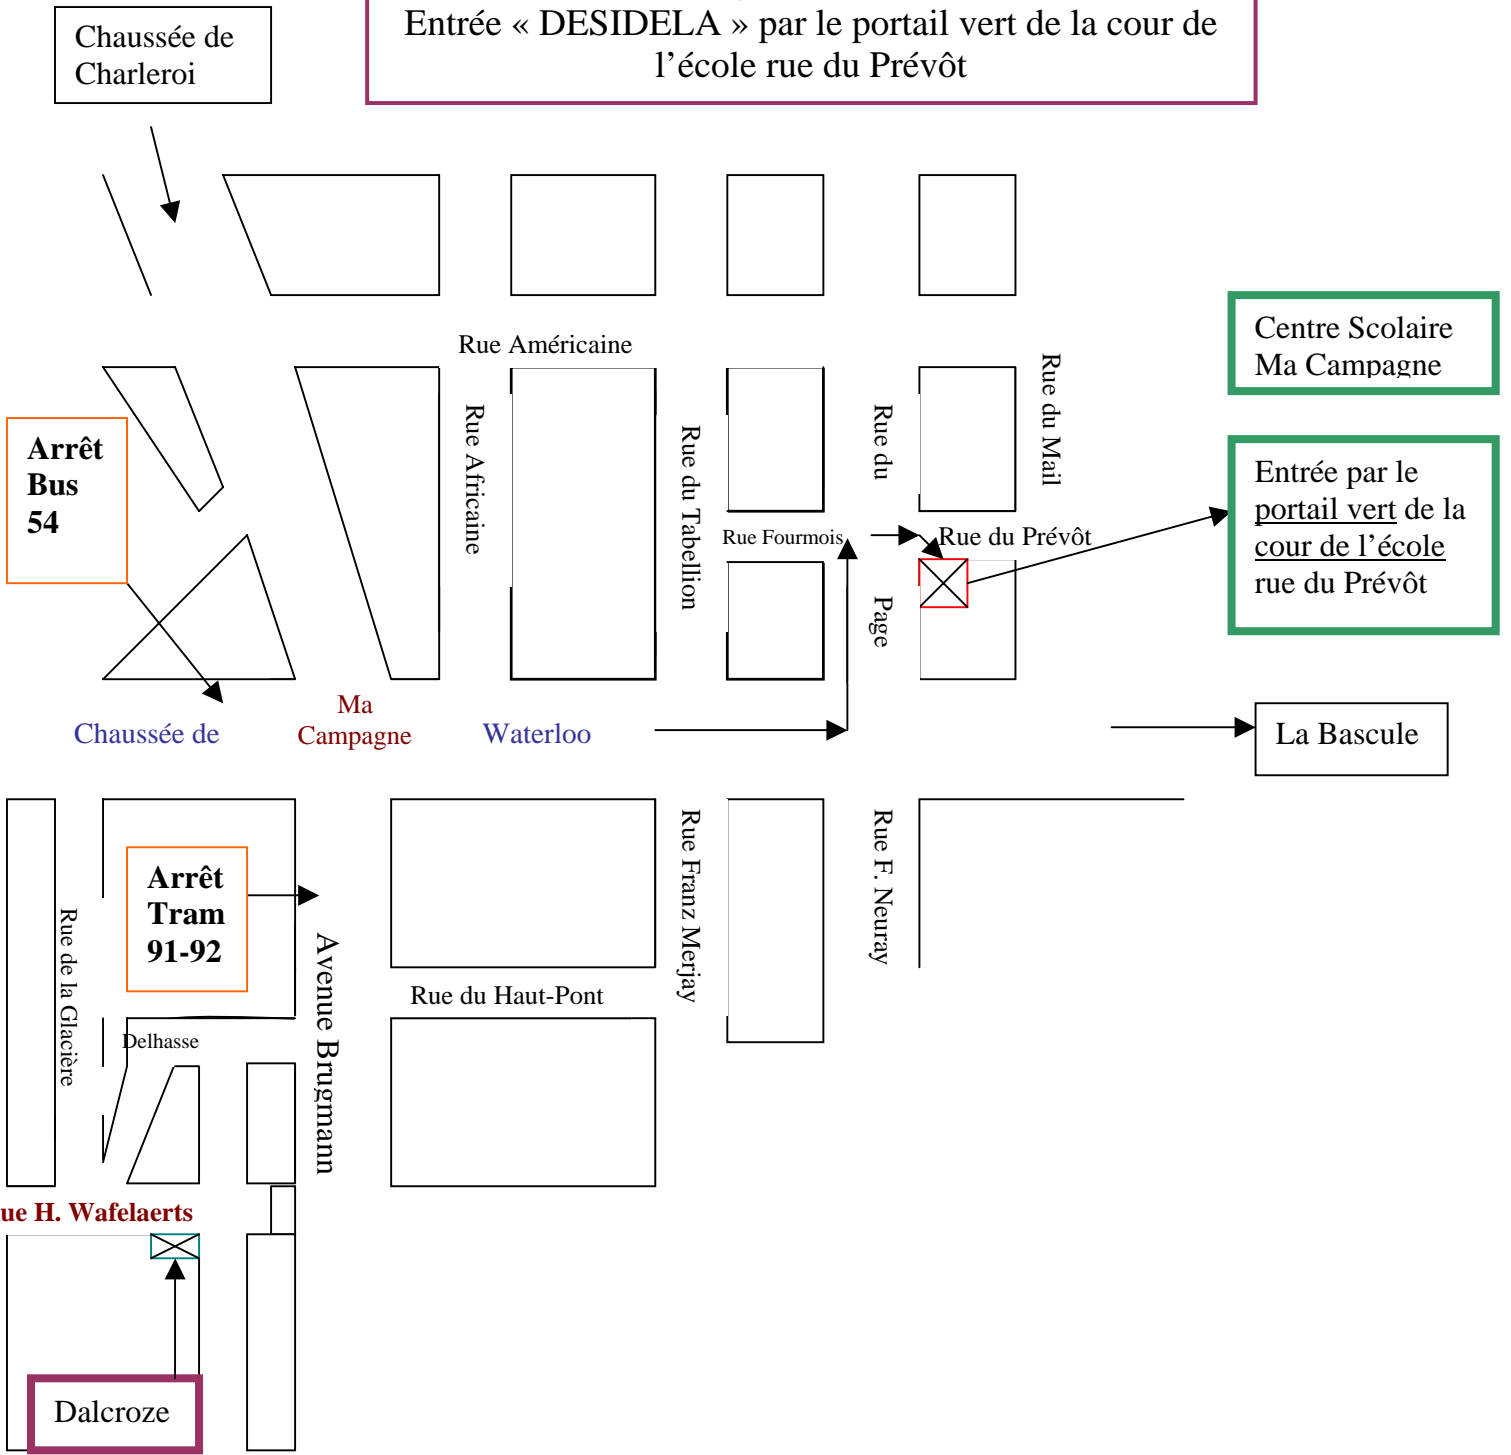 Entrée « DESIDELA » par le portail vert de la cour de
l’école rue du Prévôt
Chaussée de
Charleroi
Rue Américaine
Centre Scolaire
Ma Campagne
Rue du Mail
Arrêt
Bus
54
Rue Africaine
Rue du Tabellion
Rue du
Page
Rue Fourmois
Rue du Prévôt
Entrée par le
portail vert de la
cour de l’école
rue du Prévôt
Chaussée de
Ma
Campagne
Waterloo
La Bascule
Arrêt
Tram
91-92
Rue de la Glacière
Avenue Brugmann
Rue Franz Merjay
Rue F. Neuray
Rue du Haut-Pont
Delhasse
ue H. Wafelaerts
Dalcroze